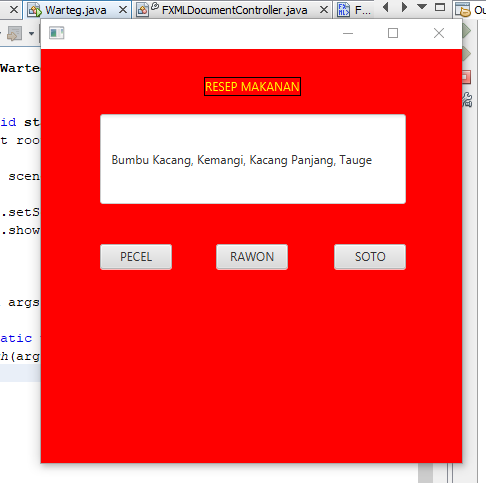 Warteg.java
FXMLDocumentController.java
F...
Ou
Warte
RESEP MAKANAN
id st
t roo
Bumbu Kacang, Kemangi, Kacang Panjang, Tauge
scen
.setS
.show
PECEL
RAWON
SOTO
args
atic
h(arg